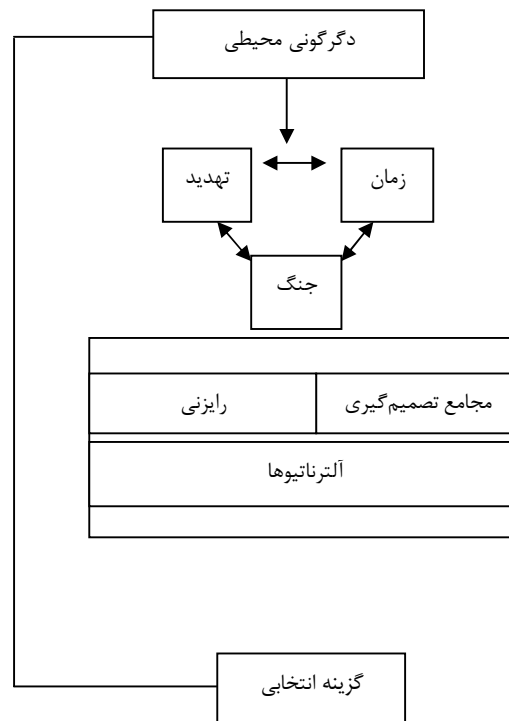 دگرگونی محیطی
زمان
تهدید
جنگ
مجامع تصمیم‌گیری
رایزنی
آلترناتیوها
گزینه انتخابی